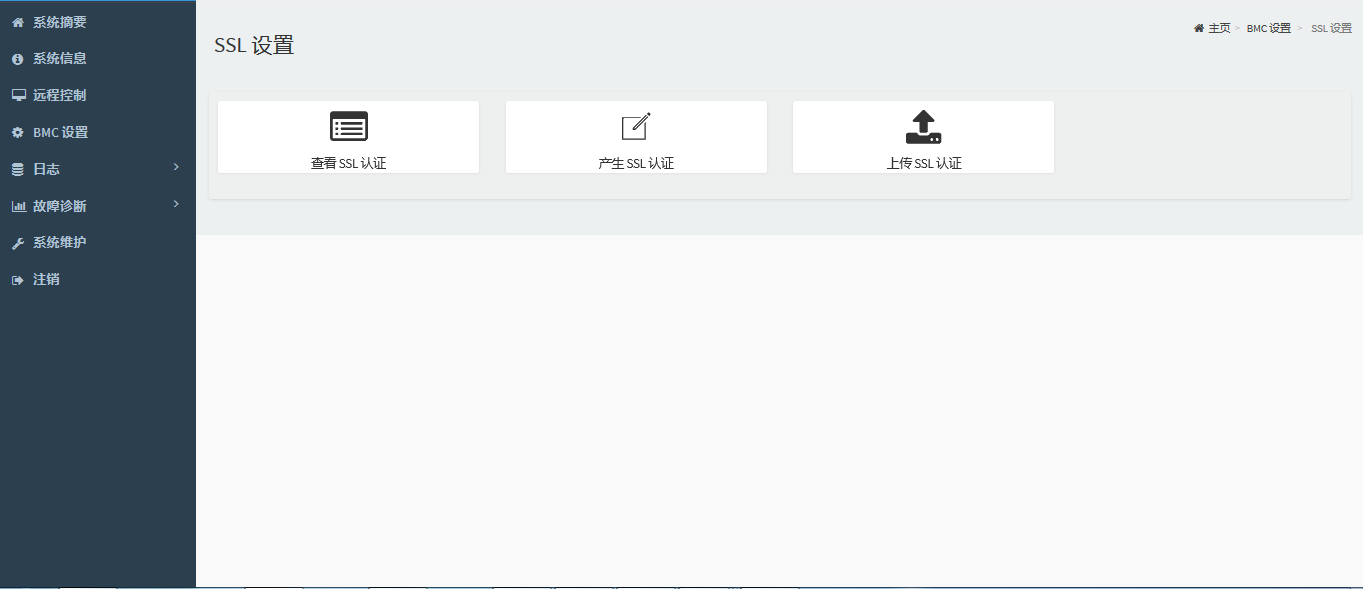 系统摘要
系统信息
远程控制
BMC 设置
日志
故障诊断
系统维护
注销
SSL 设置
主页 > BMC 设置 > SSL 设置
查看 SSL 认证
产生 SSL 认证
上传 SSL 认证